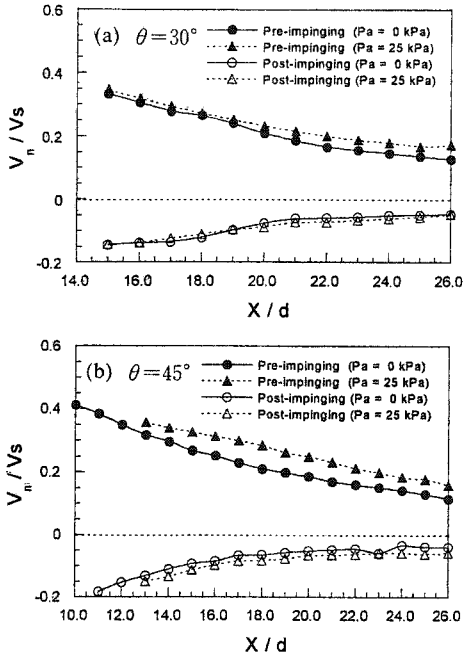 (a) θ=30°
Pre-impinging (Pa = 0 kPa)
Pre-impinging (Pa = 25 kPa)
Post-impinging (Pa = 0 kPa)
Post-impinging (Pa = 25 kPa)
0.6
0.4
0.2
0
-0.2
Vn / Vs
14.0 16.0 18.0 20.0 22.0 24.0 26.0
X / d
(b) θ=45°
Pre-impinging (Pa = 0 kPa)
Pre-impinging (Pa = 25 kPa)
Post-impinging (Pa = 0 kPa)
Post-impinging (Pa = 25 kPa)
0.6
0.4
0.2
0
-0.2
Vn / Vs
10.0 12.0 14.0 16.0 18.0 20.0 22.0 24.0 26.0
X / d